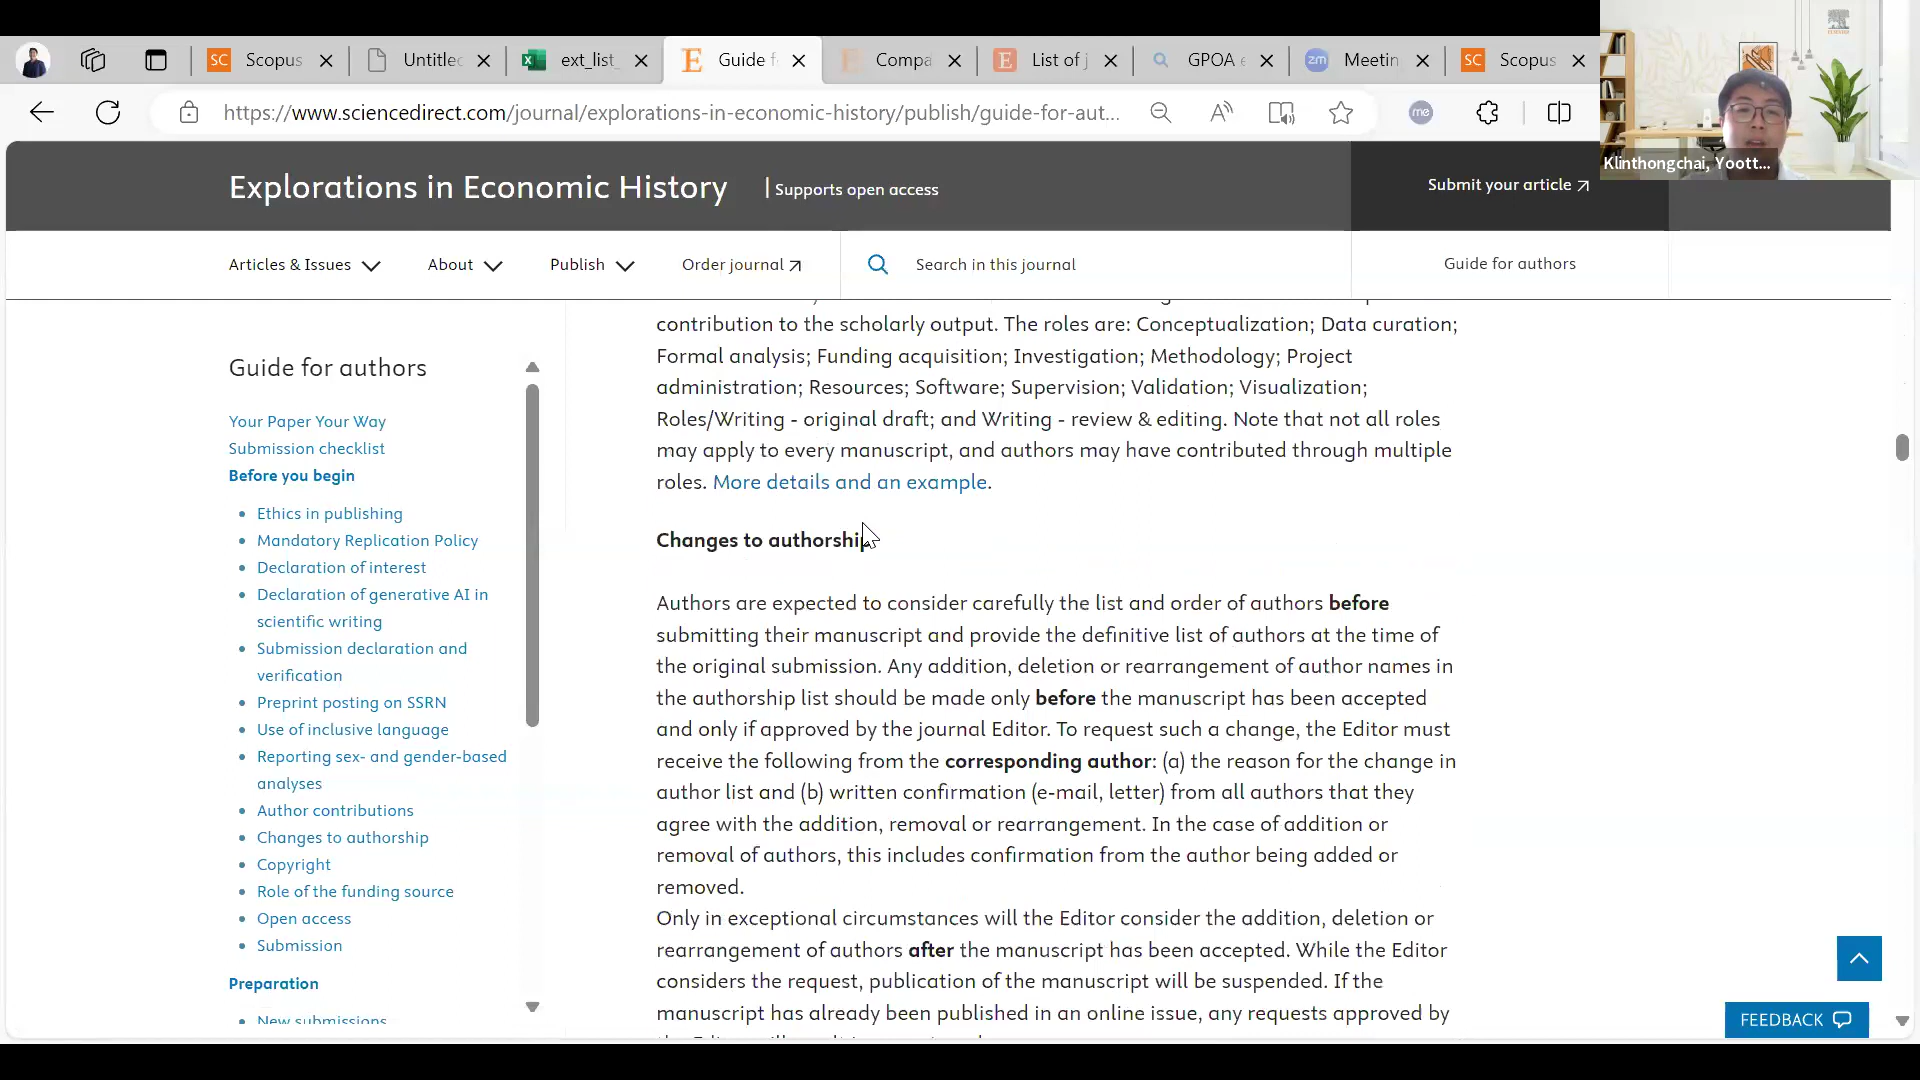 SC Scopus
Untitled
ext_list_
E Guide f
Compa
E List of j
GPOA e
zm Meetin
SC Scopus
https://www.sciencedirect.com/journal/explorations-in-economic-history/publish/guide-for-aut...
me
Klinthongchai, Yoott...
Explorations in Economic History
Supports open access
Submit your article
Articles & Issues
About
Publish
Order journal
Search in this journal
Guide for authors
Guide for authors
Your Paper Your Way
Submission checklist
Before you begin
• Ethics in publishing
• Mandatory Replication Policy
• Declaration of interest
• Declaration of generative AI in
scientific writing
• Submission declaration and
verification
• Preprint posting on SSRN
• Use of inclusive language
• Reporting sex- and gender-based
analyses
• Author contributions
• Changes to authorship
• Copyright
• Role of the funding source
• Open access
• Submission
Preparation
New submissions
contribution to the scholarly output. The roles are: Conceptualization; Data curation;
Formal analysis; Funding acquisition; Investigation; Methodology; Project
administration; Resources; Software; Supervision; Validation; Visualization;
Roles/Writing - original draft; and Writing - review & editing. Note that not all roles
may apply to every manuscript, and authors may have contributed through multiple
roles. More details and an example.
Changes to authorship
Authors are expected to consider carefully the list and order of authors before
submitting their manuscript and provide the definitive list of authors at the time of
the original submission. Any addition, deletion or rearrangement of author names in
the authorship list should be made only before the manuscript has been accepted
and only if approved by the journal Editor. To request such a change, the Editor must
receive the following from the corresponding author: (a) the reason for the change in
author list and (b) written confirmation (e-mail, letter) from all authors that they
agree with the addition, removal or rearrangement. In the case of addition or
removal of authors, this includes confirmation from the author being added or
removed.
Only in exceptional circumstances will the Editor consider the addition, deletion or
rearrangement of authors after the manuscript has been accepted. While the Editor
considers the request, publication of the manuscript will be suspended. If the
manuscript has already been published in an online issue, any requests approved by
FEEDBACK